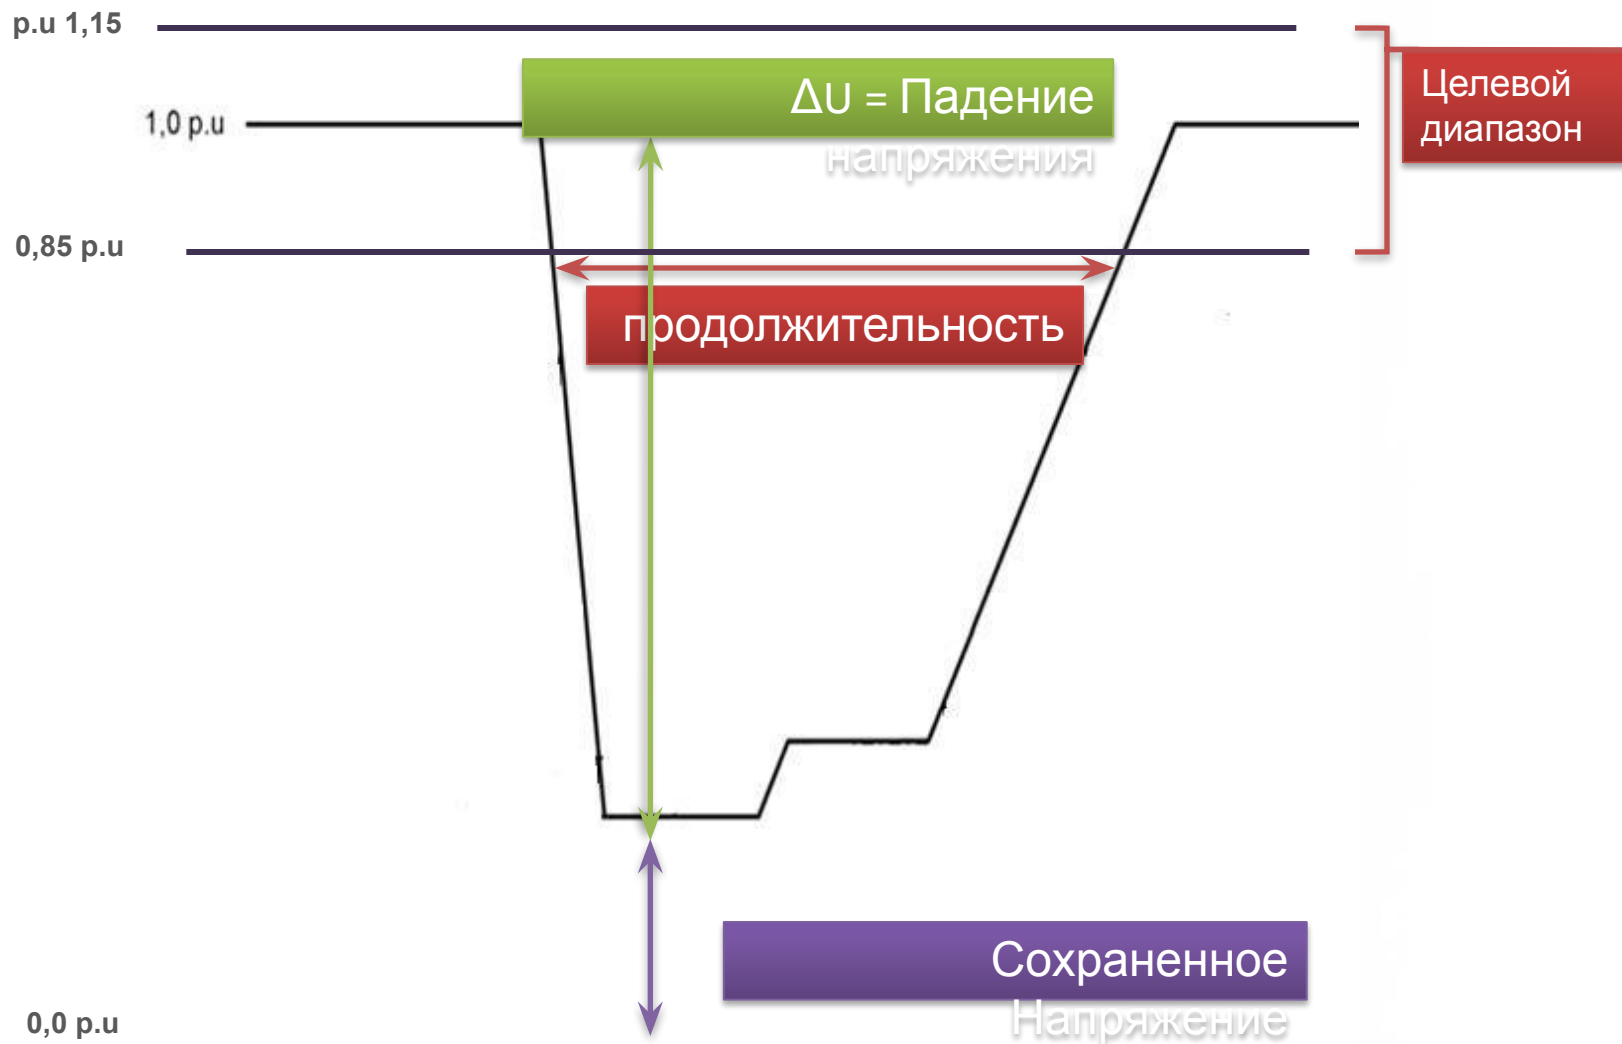 p.u 1,15
ΔU = Падение
напряжения
Целевой
диапазон
1,0 p.u
0,85 p.u
продолжительность
Сохраненное
Напряжение
0,0 p.u